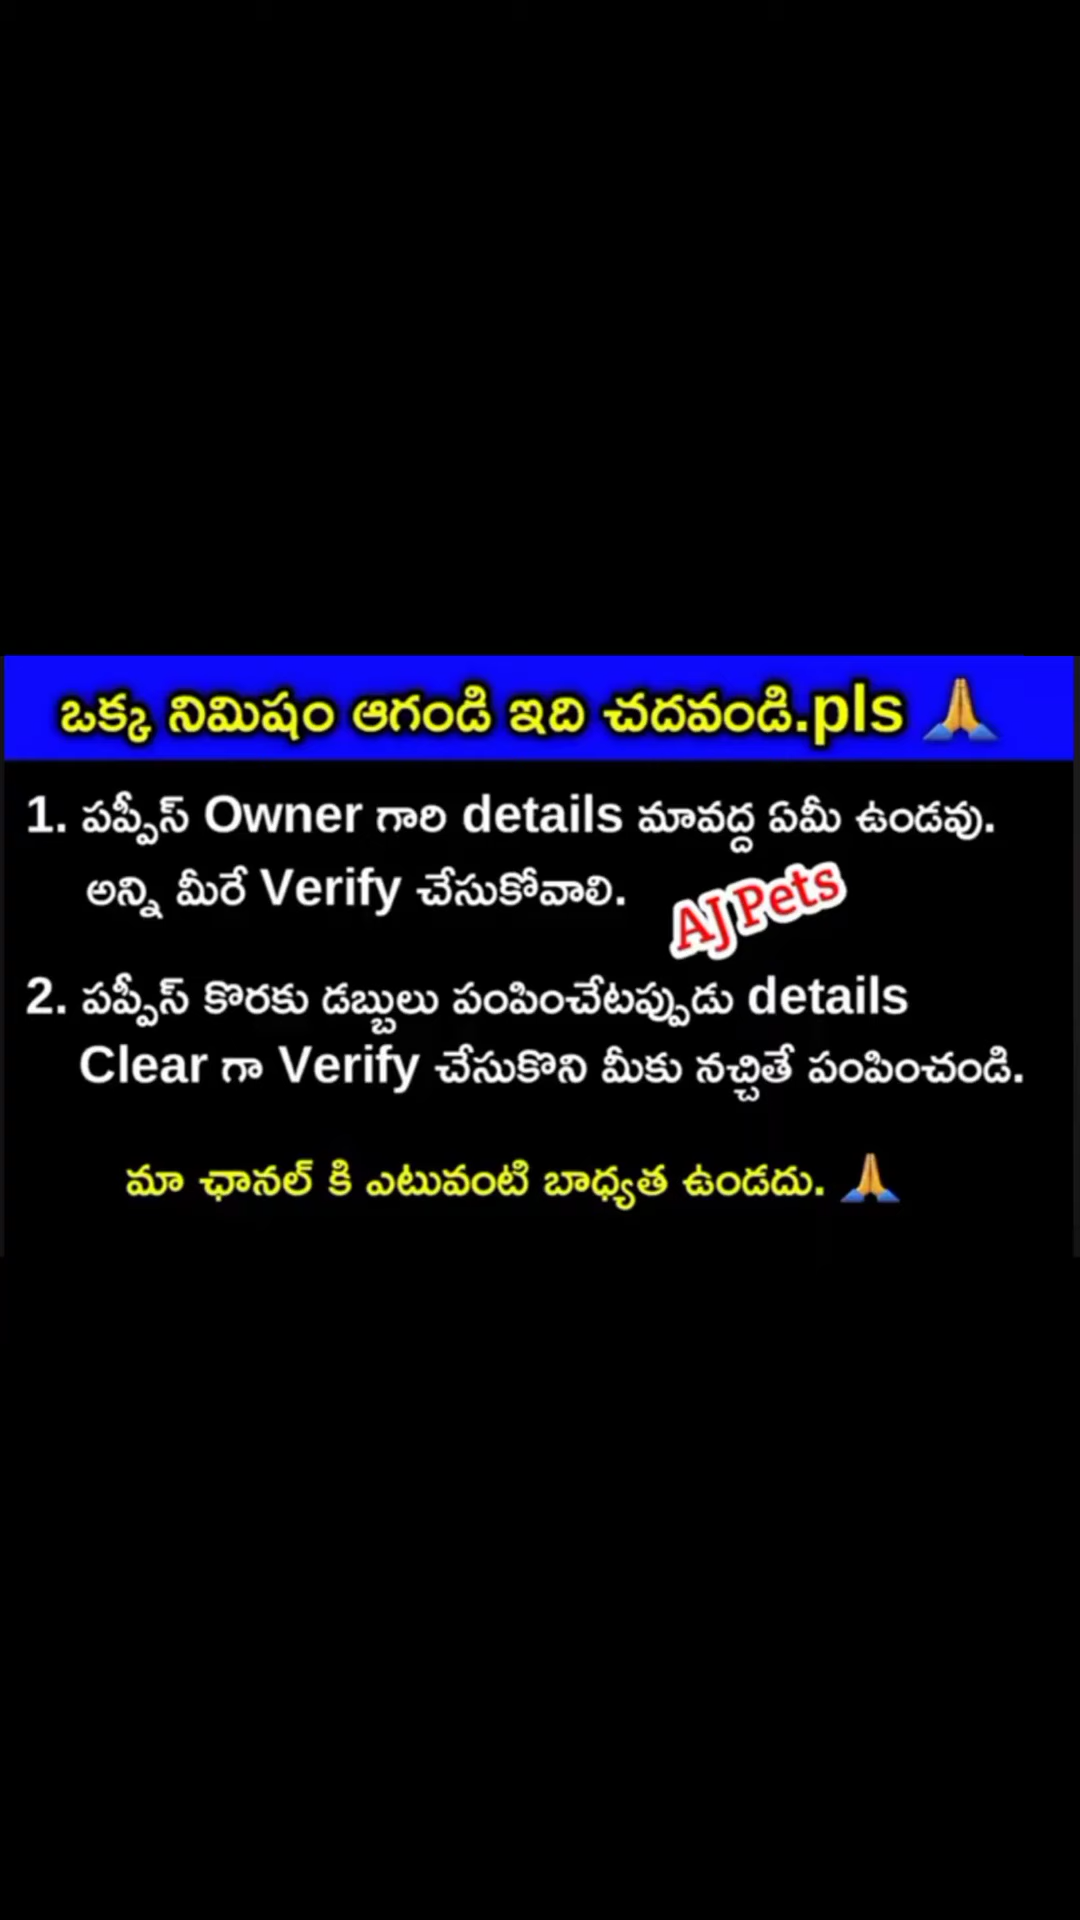 ఒక్క నిమిషం ఆగండి ఇది చదవండి.pls 🙏
1. పప్పీస్ Owner గారి details మావద్ద ఏమీ ఉండవు.
అన్ని మీరే Verify చేసుకోవాలి.
AJ Pets
2. పప్పీస్ కొరకు డబ్బులు పంపించేటప్పుడు details
Clear గా Verify చేసుకొని మీకు నచ్చితే పంపించండి.
మా ఛానల్ కి ఎటువంటి బాధ్యత ఉండదు. 🙏